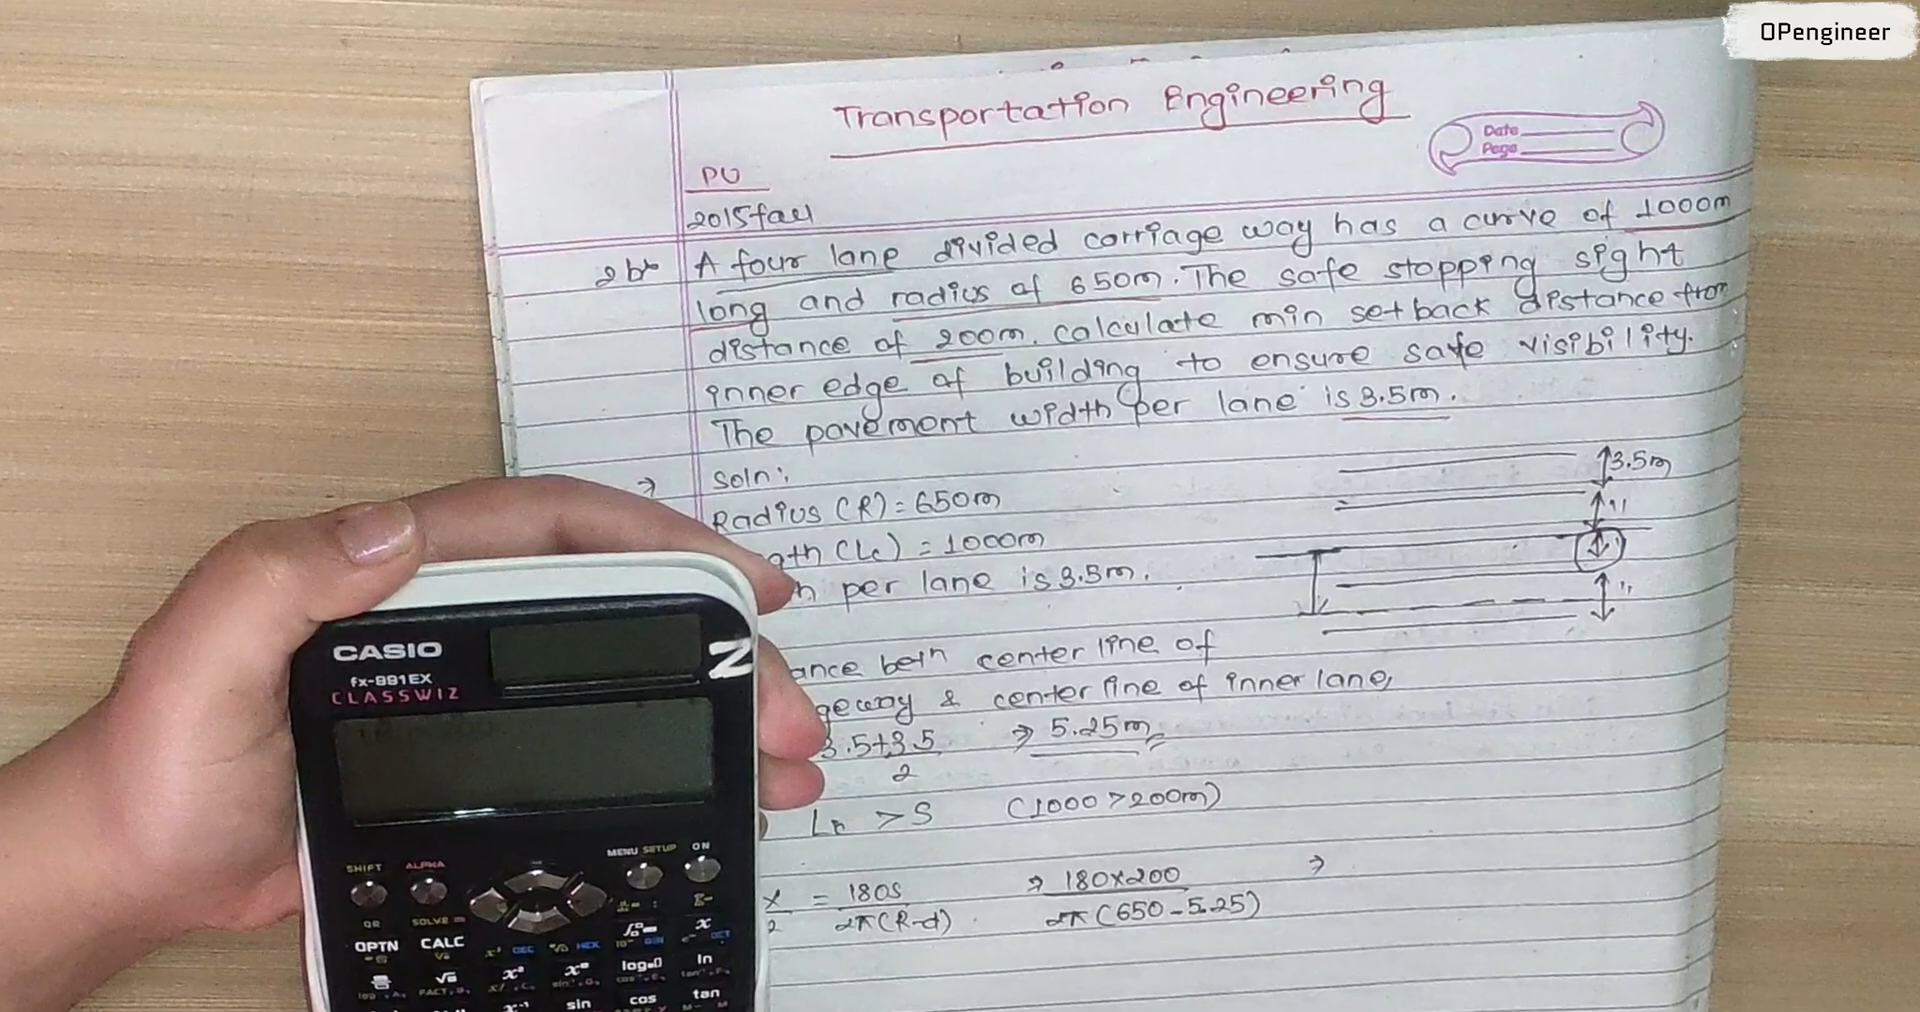 OPengineer
Transportation Engineering
Date
Page
PU
2015 fall
2 b*
A four lane divided carriage way has a curve of 1000m
long and radius of 650m. The safe stopping sight
distance of 200m. Calculate min setback distance from
inner edge of building to ensure safe visibility.
The pavement width per lane is 3.5m.
→ Soln:
3.5m
Radius (R) = 650m
gth (Lc) = 1000m
h per lane is 3.5m.
ance betn center line of
geway & center line of inner lane,
3.5+3.5/2 ⇒ 5.25m
Lc > S (1000 > 200m)
α/2 = 180S/2π(R-d) ⇒ 180×200/2π(650-5.25) →
CASIO
fx-991EX
CLASSWIZ
N
SHIFT ALPHA MENU SETUP ON
SOLVE =
OPTN CALC x
√ x² log ln
x⁻¹ sin cos tan